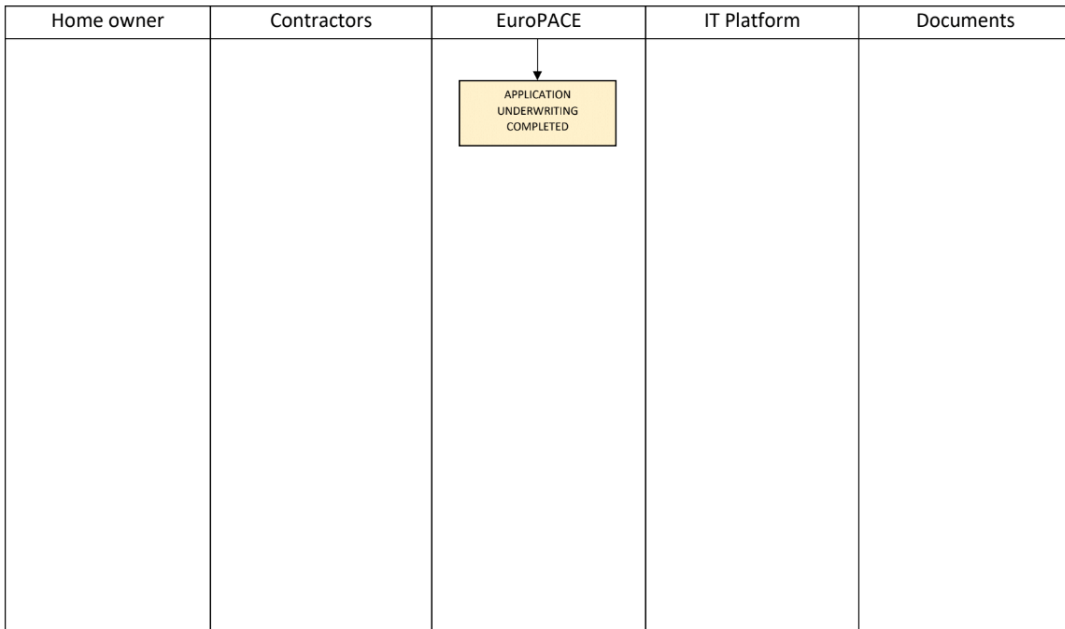 Home owner
Contractors
EuroPACE
IT Platform
Documents
APPLICATION
UNDERWRITING
COMPLETED